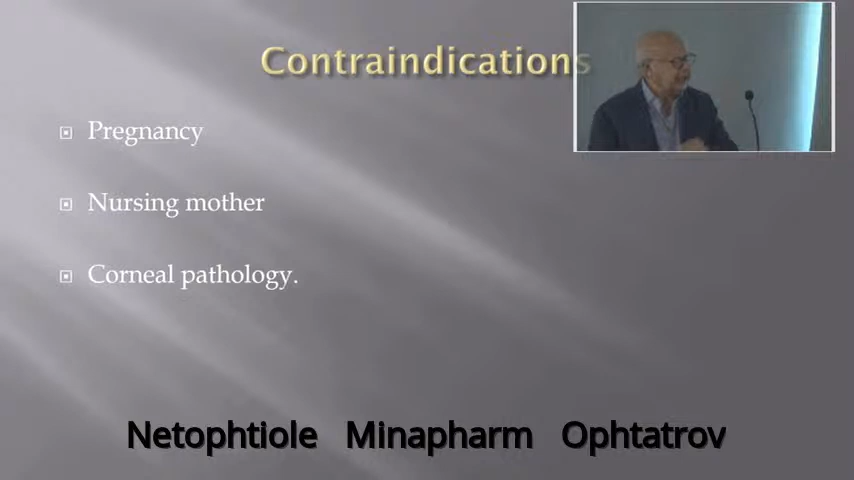 Contraindications
Pregnancy
Nursing mother
Corneal pathology.
Netophtiole Minapharm Ophtatrov